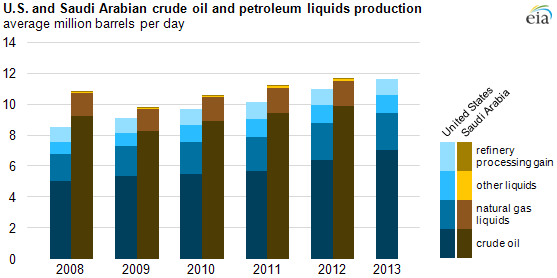 U.S. and Saudi Arabian crude oil and petroleum liquids production
average million barrels per day
eia
14
12
10
8
6
4
2
0
2008 2009 2010 2011 2012 2013
United States
Saudi Arabia
refinery
processing gain
other liquids
natural gas
liquids
crude oil